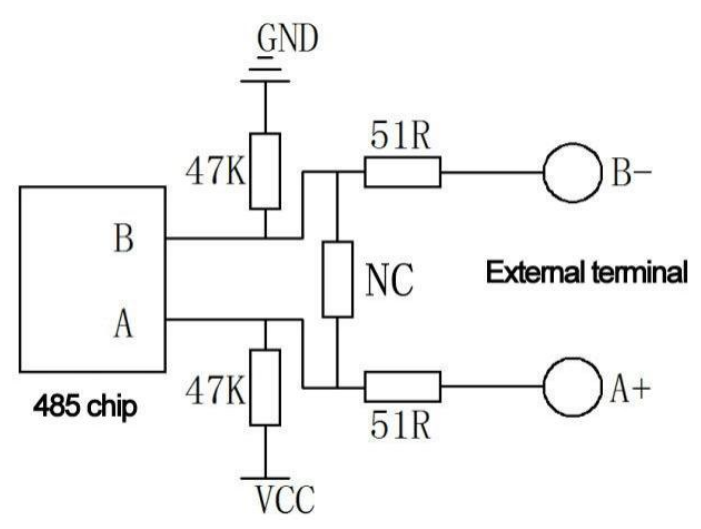 GND
51R
47K
B-
B
NC
External terminal
A
47K
A+
485 chip
51R
VCC